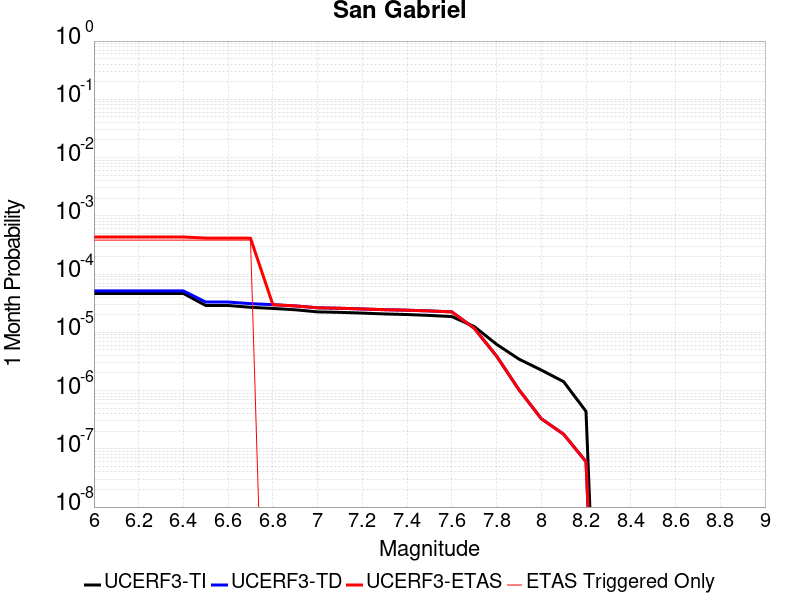 San Gabriel
1 Month Probability
10^0
10^-1
10^-2
10^-3
10^-4
10^-5
10^-6
10^-7
10^-8
6 6.2 6.4 6.6 6.8 7 7.2 7.4 7.6 7.8 8 8.2 8.4 8.6 8.8 9
Magnitude
UCERF3-TI UCERF3-TD UCERF3-ETAS ETAS Triggered Only